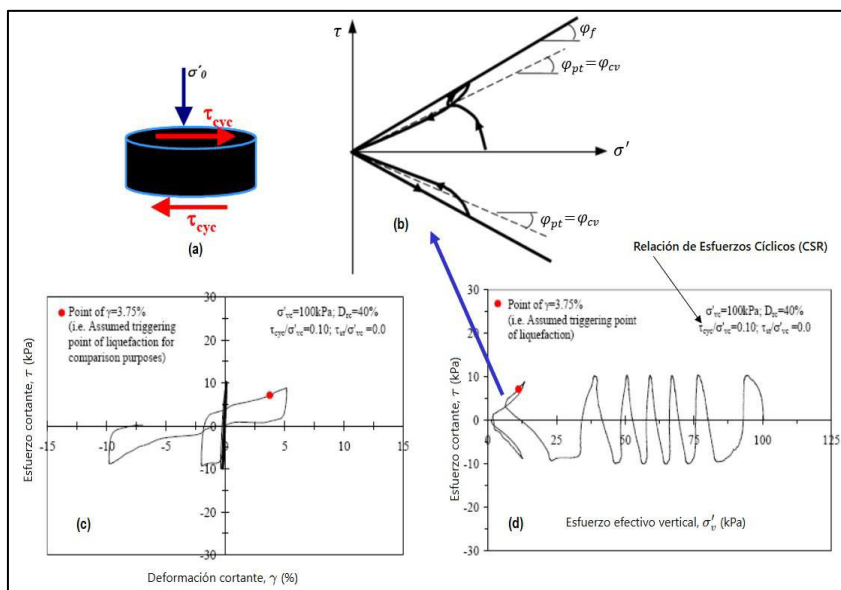 σ'₀
τcyc
τcyc
(a)
τ
φf
φpt=φcv
σ'
φpt=φcv
(b)
Relación de Esfuerzos Cíclicos (CSR)
Esfuerzo cortante, τ (kPa)
30
20
10
0
-10
-20
-30
-15
-10
-5
0
5
10
15
Point of γ=3.75%
(i.e. Assumed triggering
point of liquefaction for
comparison purposes)
σ'vc=100kPa; Drc=40%
τcyc/σ'vc=0.10; τst/σ'vc =0.0
(c)
Deformación cortante, γ (%)
Esfuerzo cortante, τ (kPa)
30
20
10
0
-10
-20
-30
0
25
50
75
100
125
Point of γ=3.75%
(i.e. Assumed triggering point
of liquefaction)
σ'vc=100kPa; Drc=40%
τcyc/σ'vc=0.10; τst/σ'vc =0.0
(d)
Esfuerzo efectivo vertical, σ'v (kPa)